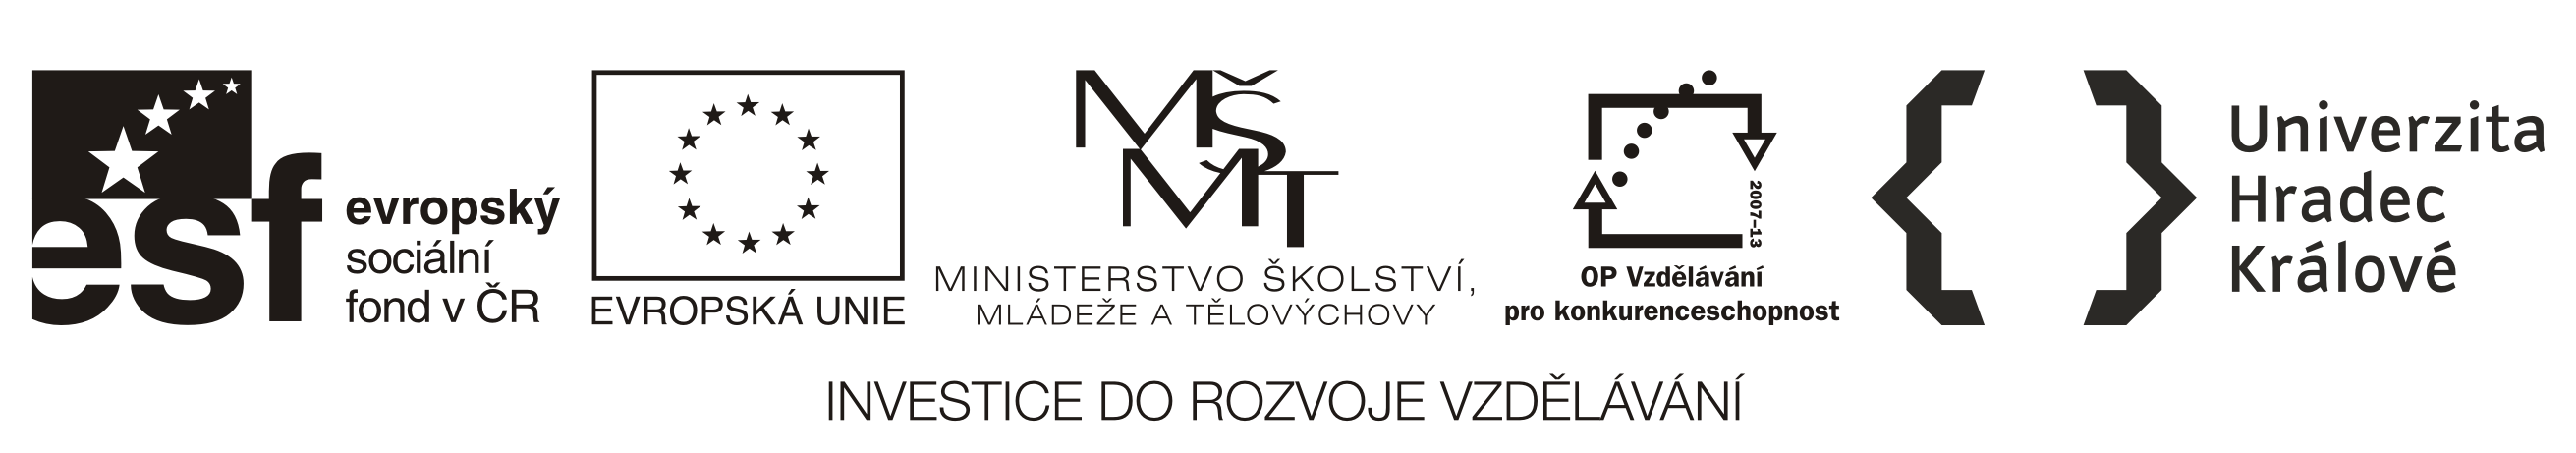 esf
evropský
sociální
fond v ČR
EVROPSKÁ UNIE
MŠMT
MINISTERSTVO ŠKOLSTVÍ,
MLÁDEŽE A TĚLOVÝCHOVY
2007-13
OP Vzdělávání
pro konkurenceschopnost
Univerzita
Hradec
Králové
INVESTICE DO ROZVOJE VZDĚLÁVÁNÍ